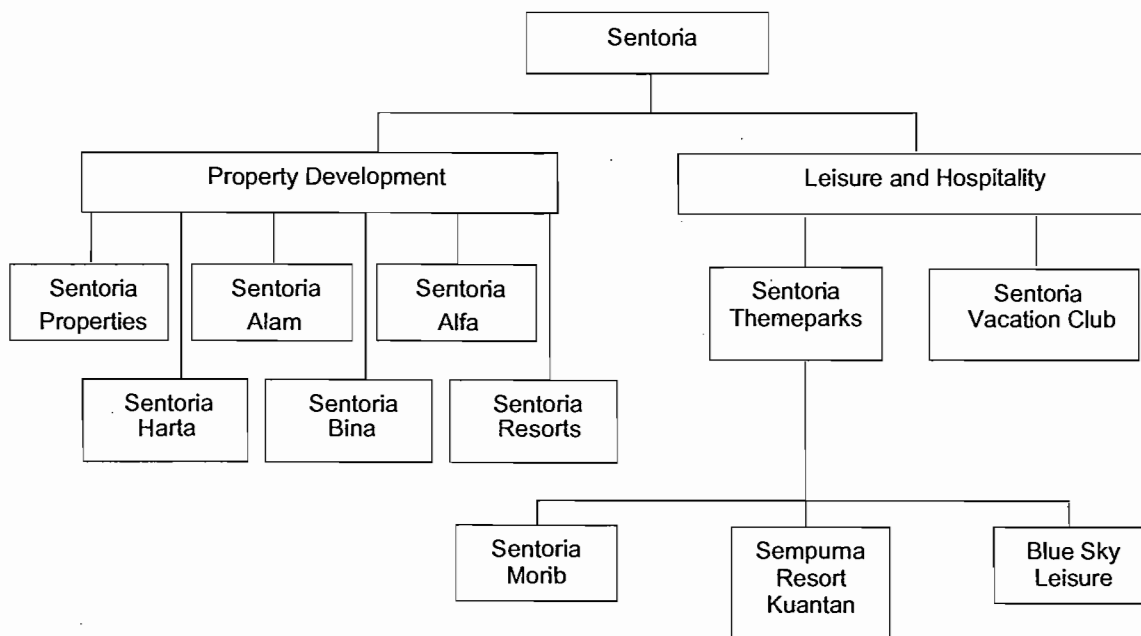 Sentoria
Property Development
Leisure and Hospitality
Sentoria
Properties
Sentoria
Alam
Sentoria
Alfa
Sentoria
Themeparks
Sentoria
Vacation Club
Sentoria
Harta
Sentoria
Bina
Sentoria
Resorts
Sentoria
Morib
Sempurna
Resort
Kuantan
Blue Sky
Leisure